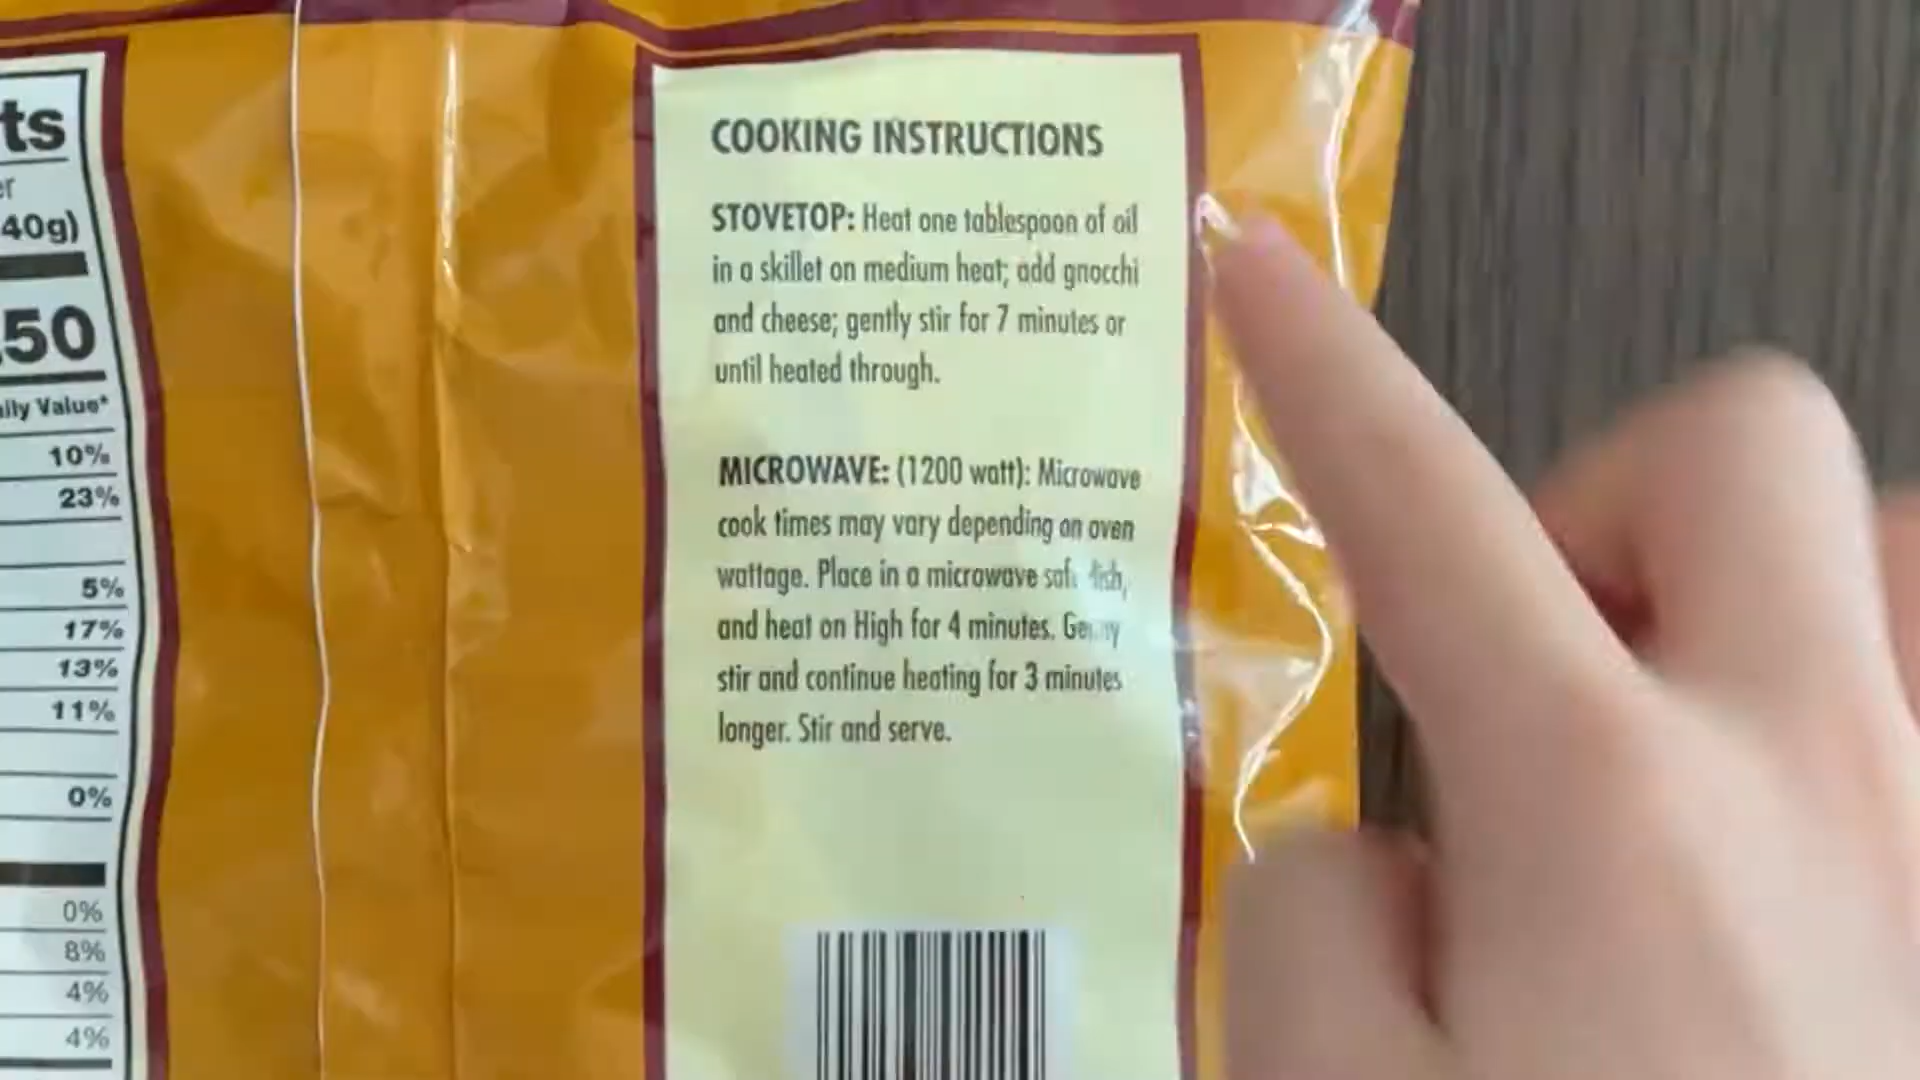 ts
40g)
50
ily Value*
10%
23%
5%
17%
13%
11%
0%
0%
8%
4%
4%
COOKING INSTRUCTIONS
STOVETOP: Heat one tablespoon of oil
in a skillet on medium heat; add gnocchi
and cheese; gently stir for 7 minutes or
until heated through.
MICROWAVE: (1200 watt): Microwave
cook times may vary depending on oven
wattage. Place in a microwave
and heat on High for 4 minutes.
stir and continue heating for 3 minutes
longer. Stir and serve.